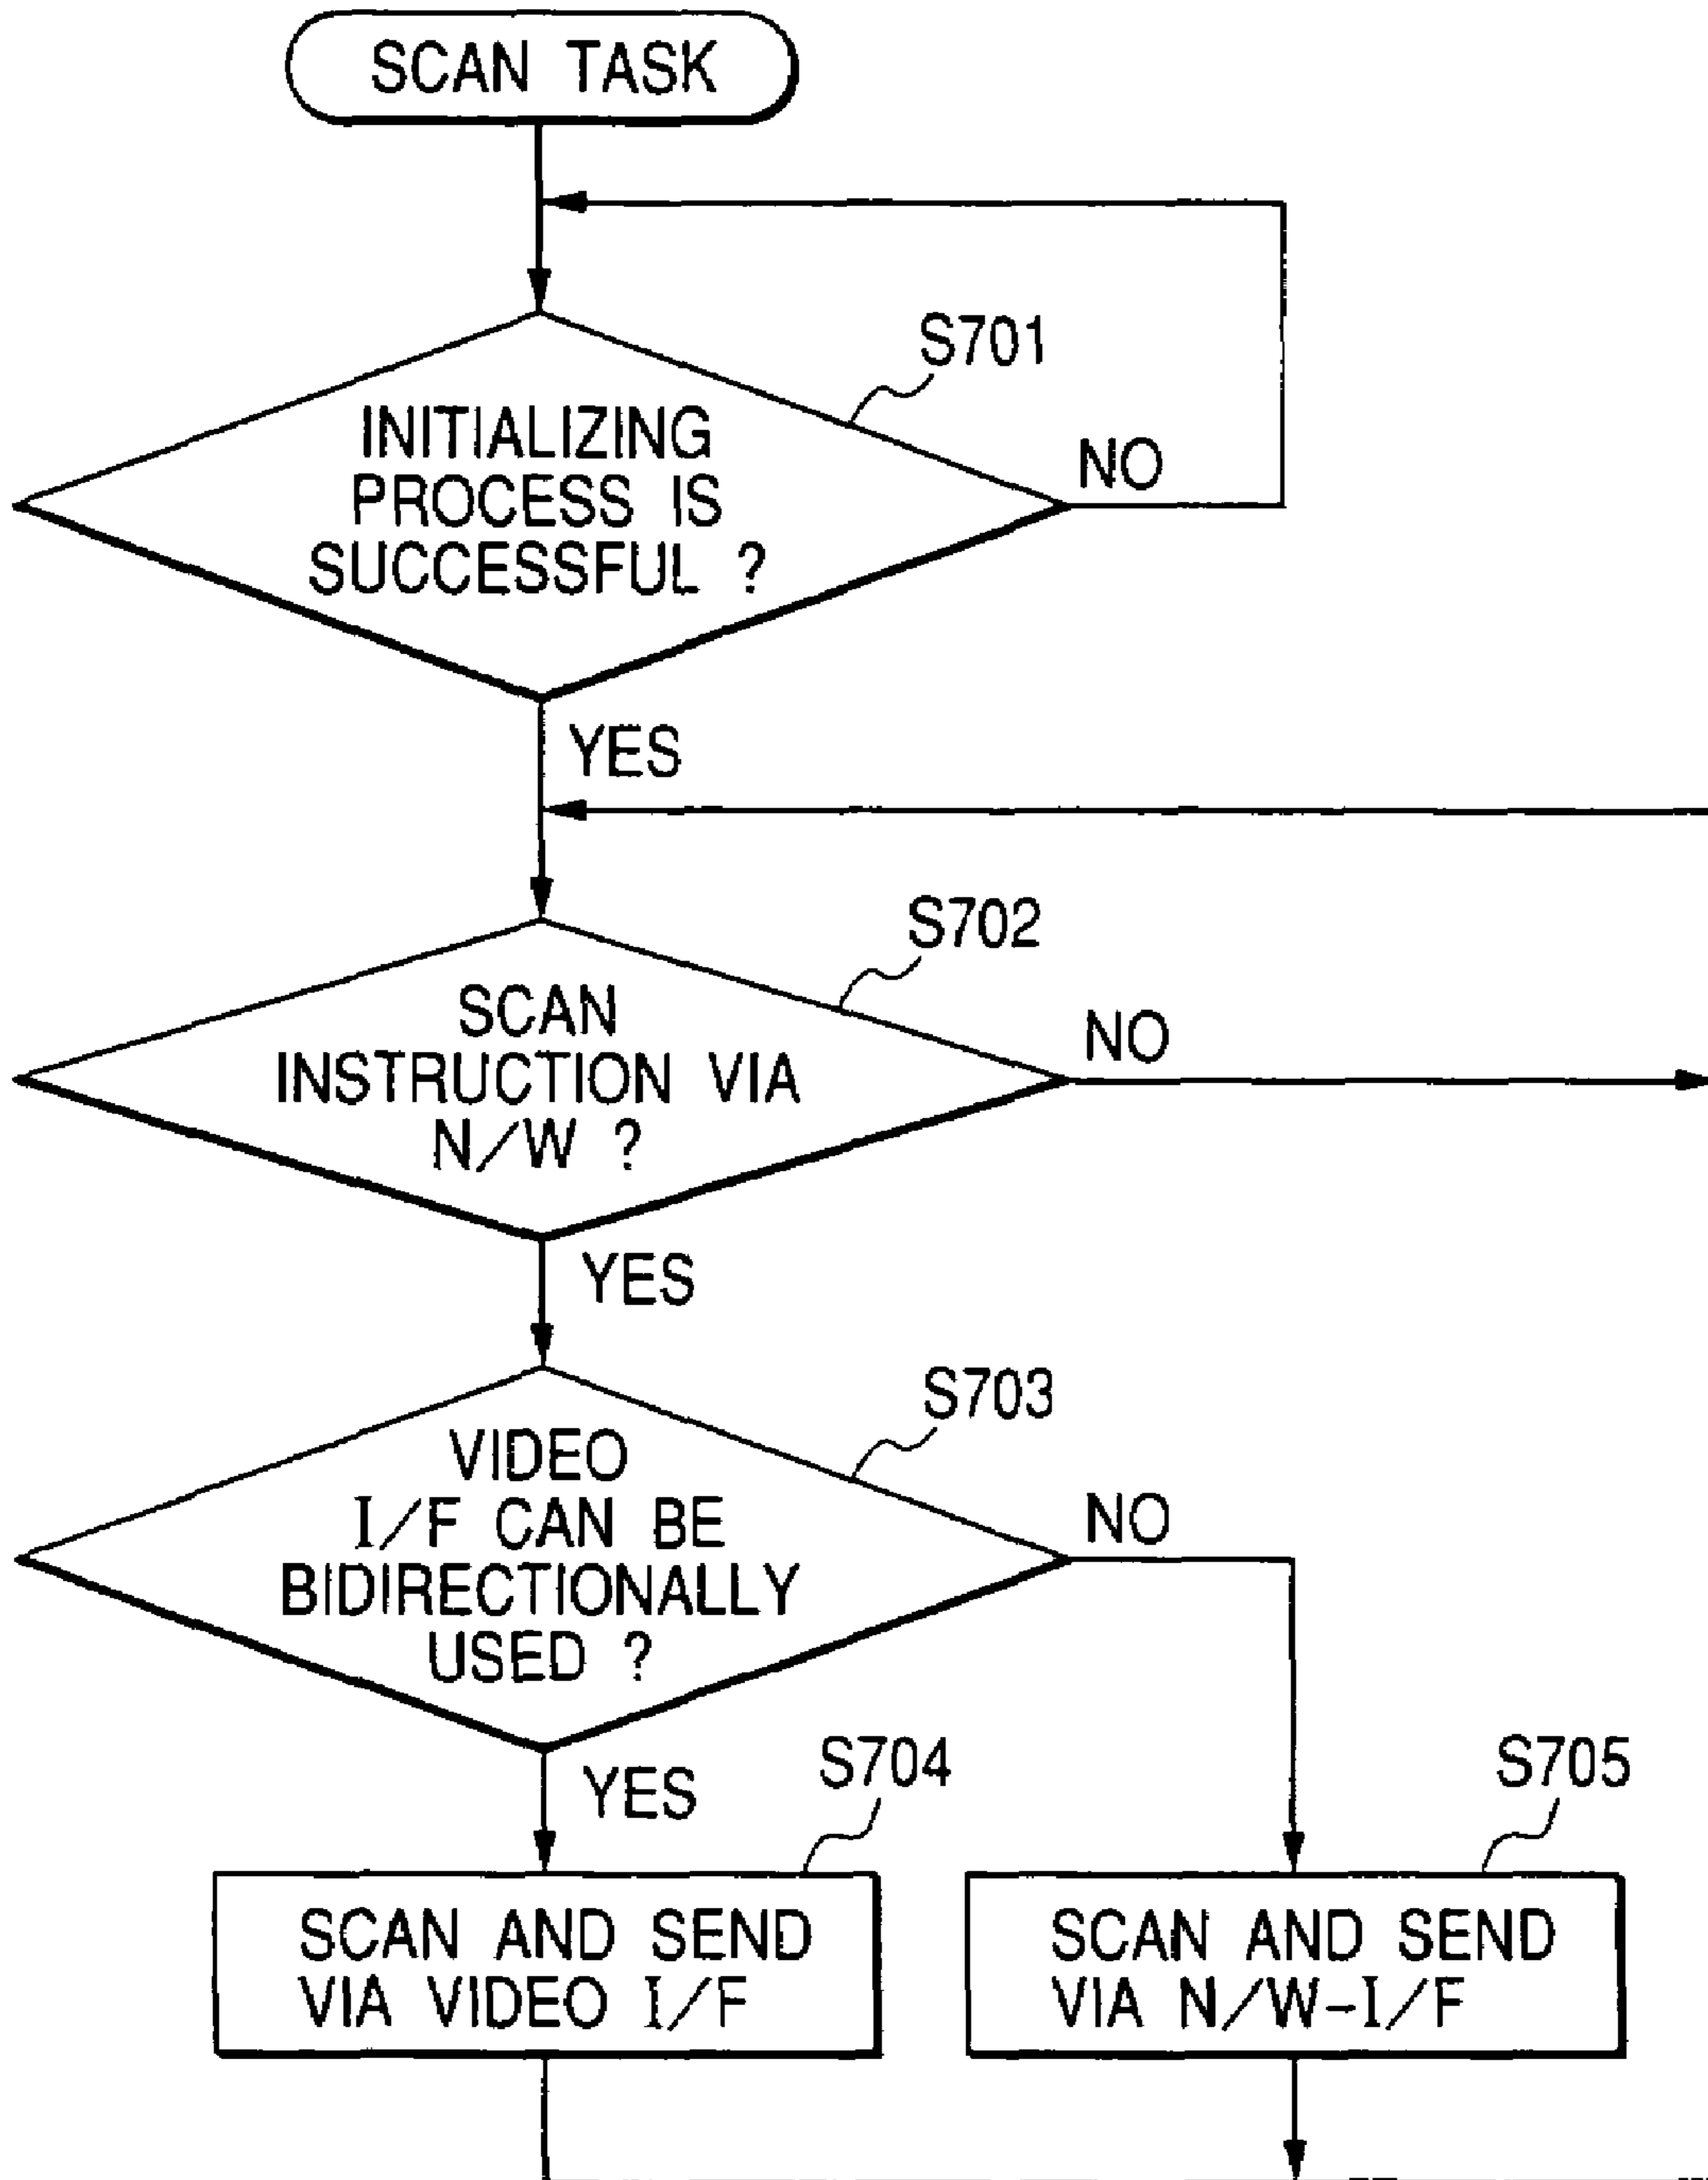 SCAN TASK
S701
INITIALIZING
PROCESS IS
SUCCESSFUL ?
NO
YES
S702
SCAN
INSTRUCTION VIA
N/W ?
NO
YES
S703
VIDEO
I/F CAN BE
BIDIRECTIONALLY
USED ?
NO
YES
S704
S705
SCAN AND SEND
VIA VIDEO I/F
SCAN AND SEND
VIA N/W-I/F